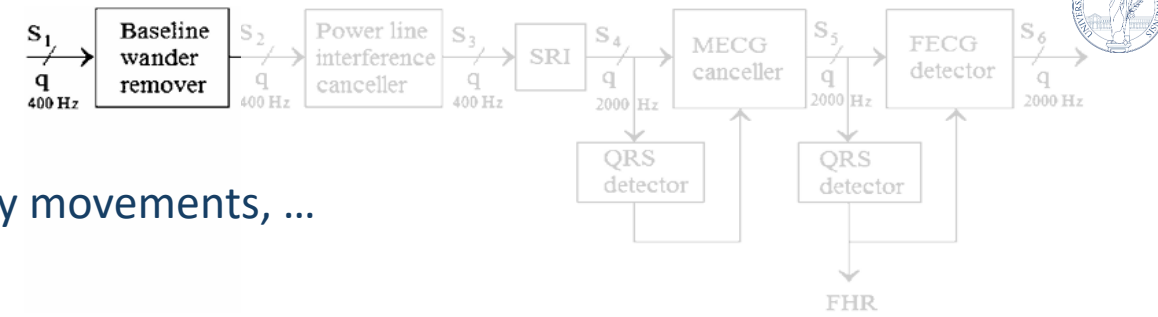 S1 Baseline wander remover S2 Power line interference canceller S3 SRI S4 MECG canceller S5 FECG detector S6
q 400 Hz q 400 Hz q 400 Hz q 2000 Hz q 2000 Hz q 2000 Hz
QRS detector QRS detector
y movements, …
FHR